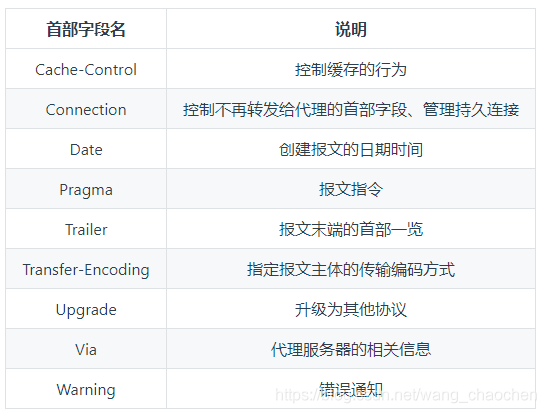 首部字段名 说明
Cache-Control 控制缓存的行为
Connection 控制不再转发给代理的首部字段、管理持久连接
Date 创建报文的日期时间
Pragma 报文指令
Trailer 报文末端的首部一览
Transfer-Encoding 指定报文主体的传输编码方式
Upgrade 升级为其他协议
Via 代理服务器的相关信息
Warning 错误通知
https://blog.csdn.net/wang_chaochen